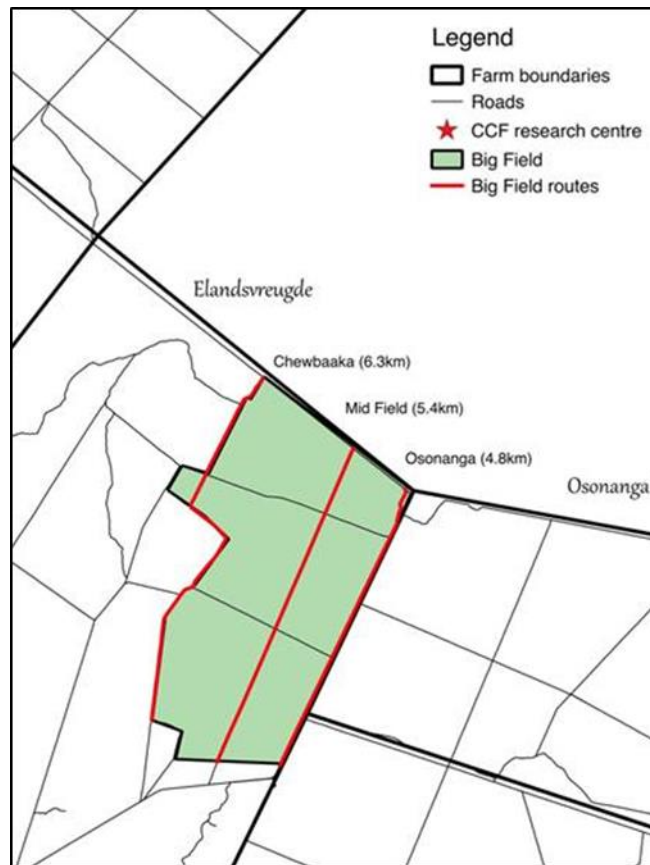 Legend
Farm boundaries
Roads
CCF research centre
Big Field
Big Field routes
Elandsvreugde
Chewbaaka (6.3km)
Mid Field (5.4km)
Osonanga (4.8km)
Osonanga